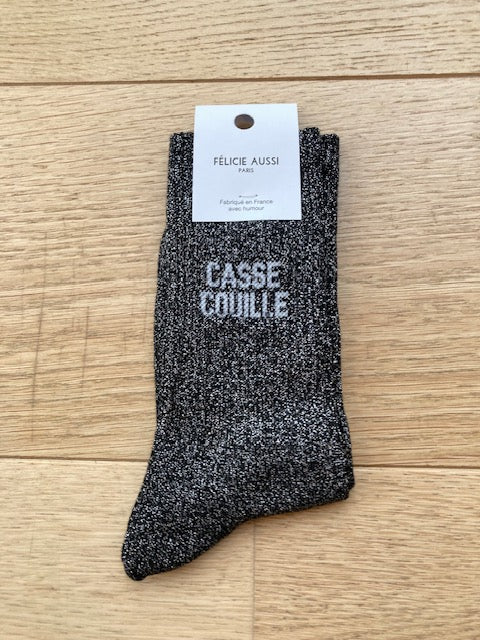 FÉLICIE AUSSI
PARIS
Fabriqué en France
avec humour
CASSE
COUILLE